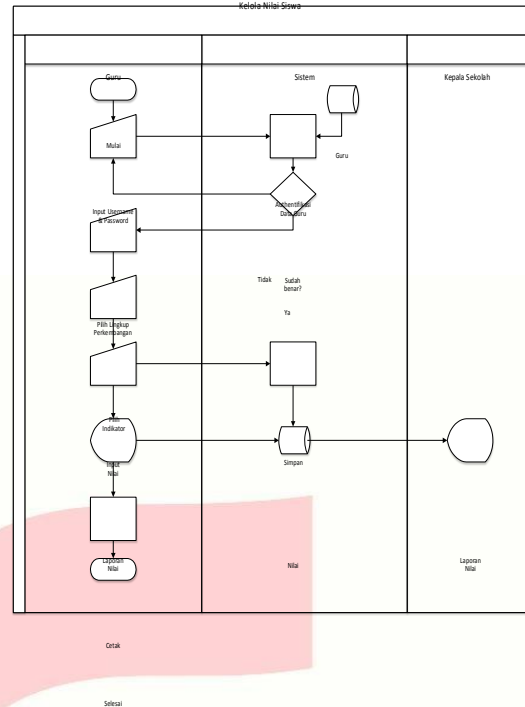 Kelola Nilai Siswa
Guru
Sistem
Kepala Sekolah
Mulai
Guru
Input Username
& Password
Authentifikasi
Data Guru
Tidak
Sudah
benar?
Ya
Pilih Lingkup
Perkembangan
Pilih
Indikator
Input
Nilai
Simpan
Laporan
Nilai
Nilai
Laporan
Nilai
Cetak
Selesai